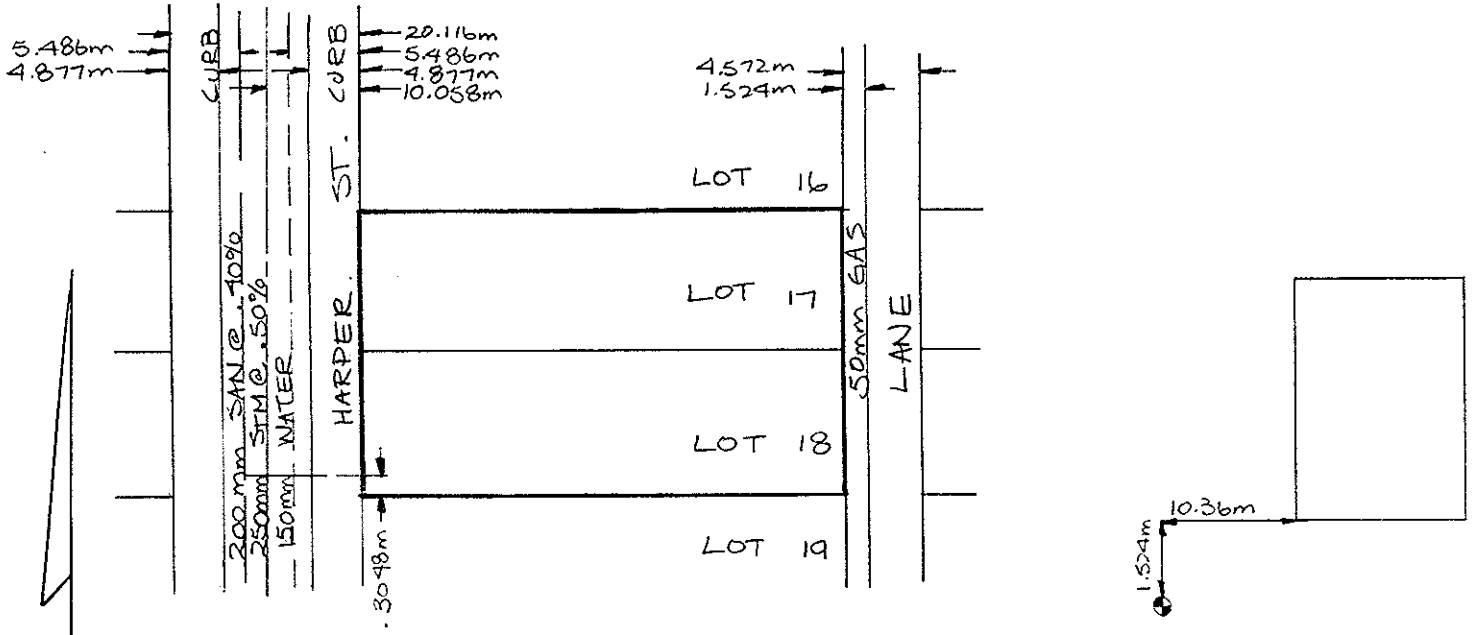 5.486m
4.877m
CURB
CURB
20.116m
5.486m
4.877m
10.058m
4.572m
1.524m
HARPER ST.
LOT 16
LOT 17
LOT 18
LOT 19
200mm SAN @ .40%
250mm STM @ .50%
150mm WATER
50mm GAS
LANE
.3048m
10.36m
1.524m